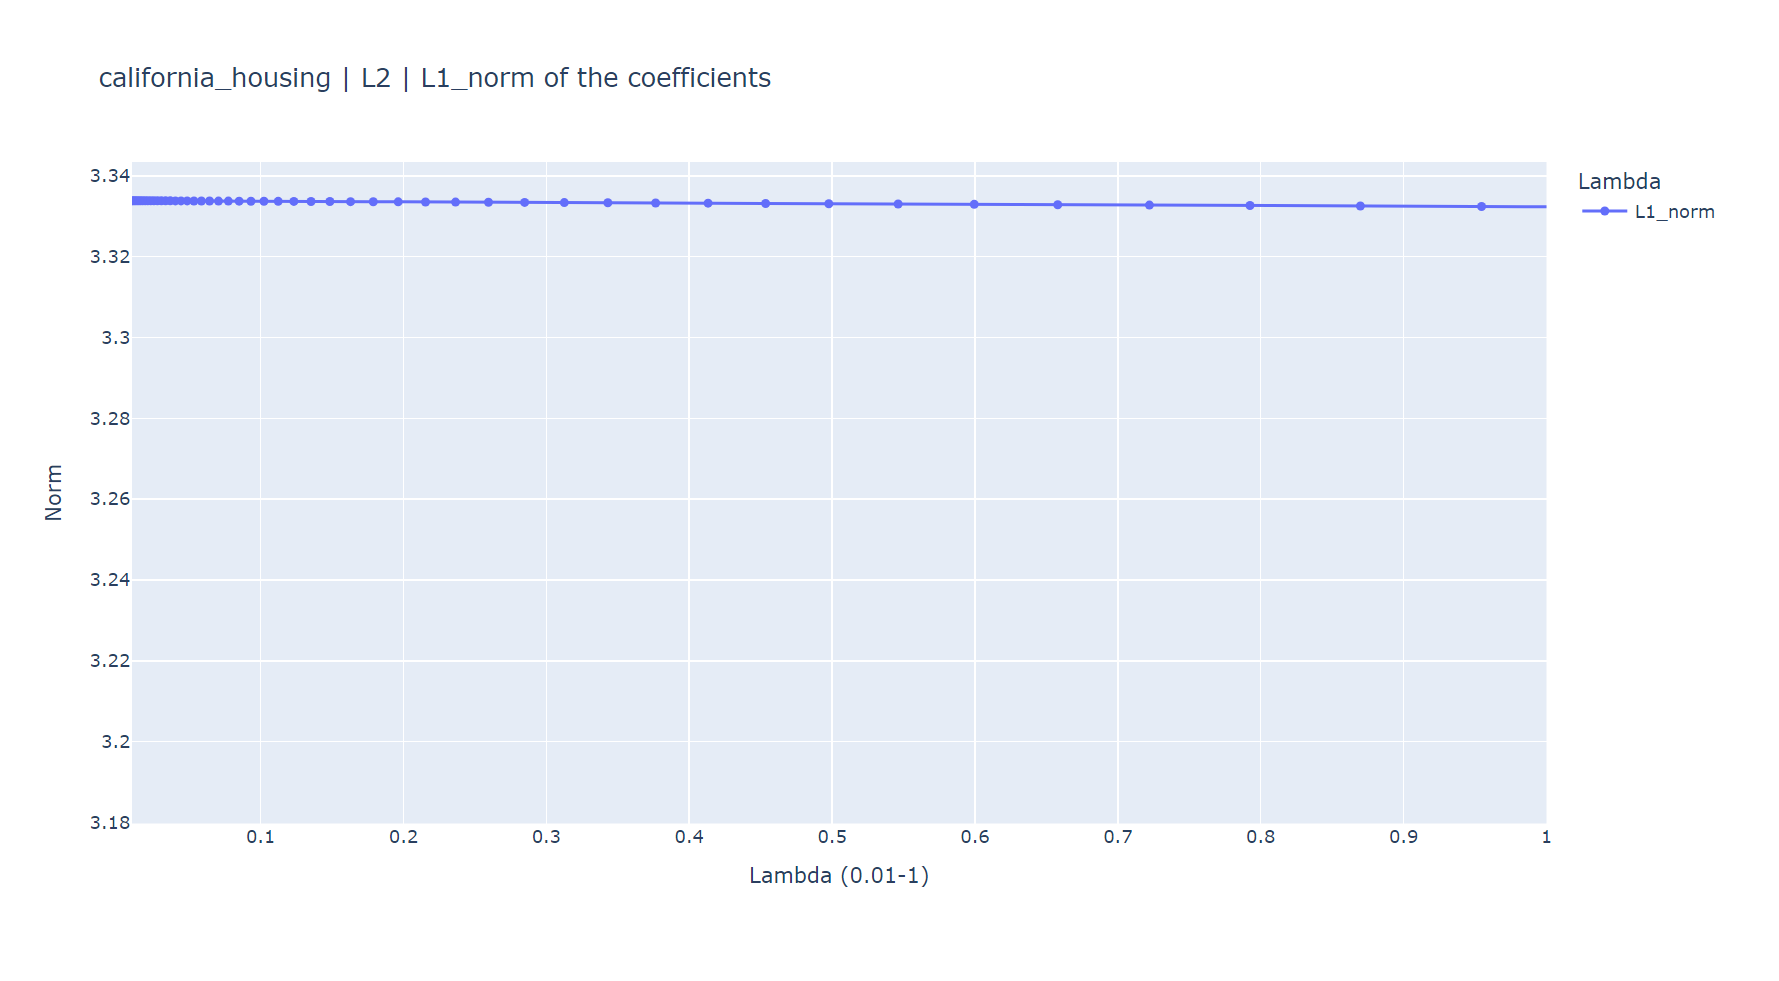 california_housing | L2 | L1_norm of the coefficients
Lambda
L1_norm
Norm
3.34
3.32
3.3
3.28
3.26
3.24
3.22
3.2
3.18
0.1 0.2 0.3 0.4 0.5 0.6 0.7 0.8 0.9 1
Lambda (0.01-1)